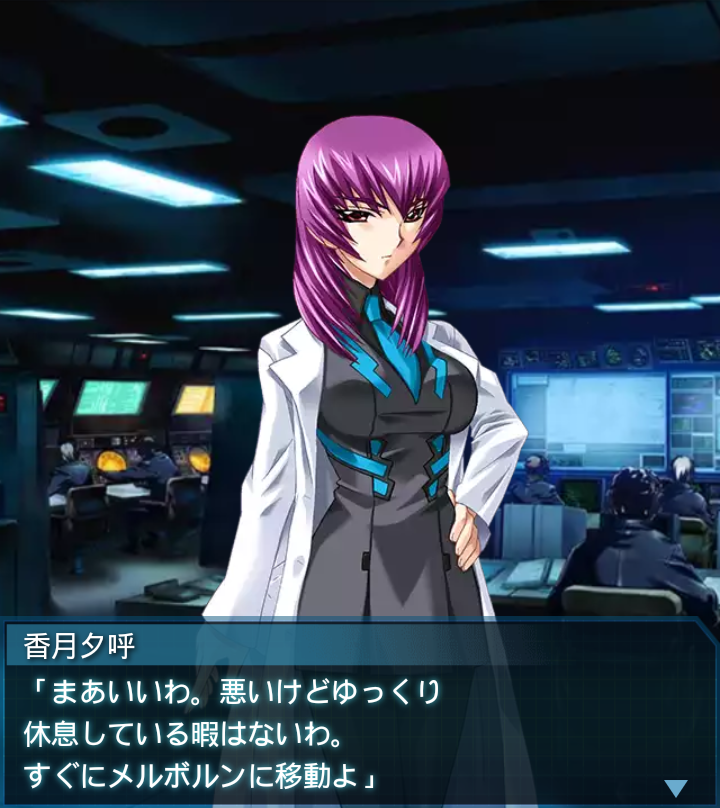 香月夕呼
「まあいいわ。悪いけどゆっくり
休息している暇はないわ。
すぐにメルボルンに移動よ」